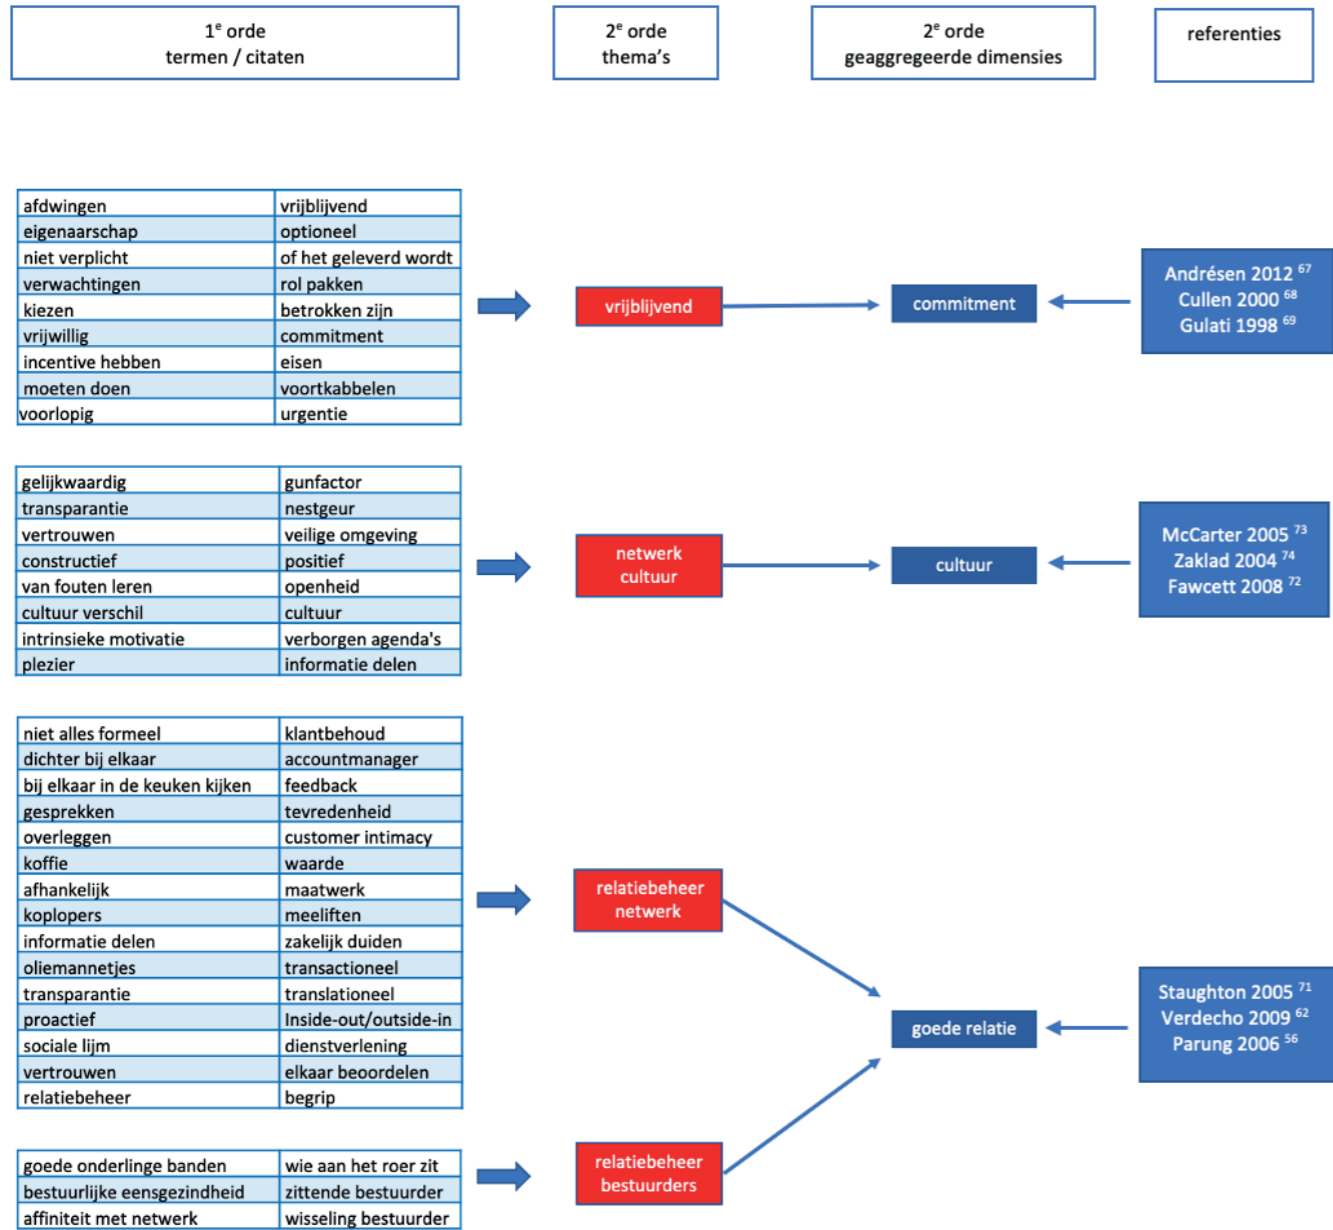 1e orde
termen / citaten
2e orde
thema's
2e orde
geaggregeerde dimensies
referenties
afdwingen vrijblijvend
eigenaarschap optioneel
niet verplicht of het geleverd wordt
verwachtingen rol pakken
kiezen betrokken zijn
vrijwillig commitment
incentive hebben eisen
moeten doen voortkabbelen
voorlopig urgentie
vrijblijvend
commitment
Andrésen 2012 67
Cullen 2000 68
Gulati 1998 69
gelijkwaardig gunfactor
transparantie nestgeur
vertrouwen veilige omgeving
constructief positief
van fouten leren openheid
cultuur verschil cultuur
intrinsieke motivatie verborgen agenda's
plezier informatie delen
netwerk
cultuur
cultuur
McCarter 2005 73
Zaklad 2004 74
Fawcett 2008 72
niet alles formeel klantbehoud
dichter bij elkaar accountmanager
bij elkaar in de keuken kijken feedback
gesprekken tevredenheid
overleggen customer intimacy
koffie waarde
afhankelijk maatwerk
koplopers meeliften
informatie delen zakelijk duiden
oliemannetjes transactioneel
transparantie translationeel
proactief Inside-out/outside-in
sociale lijm dienstverlening
vertrouwen elkaar beoordelen
relatiebeheer begrip
relatiebeheer
netwerk
goede relatie
Staughton 2005 71
Verdecho 2009 62
Parung 2006 56
goede onderlinge banden wie aan het roer zit
bestuurlijke eensgezindheid zittende bestuurder
affiniteit met netwerk wisseling bestuurder
relatiebeheer
bestuurders